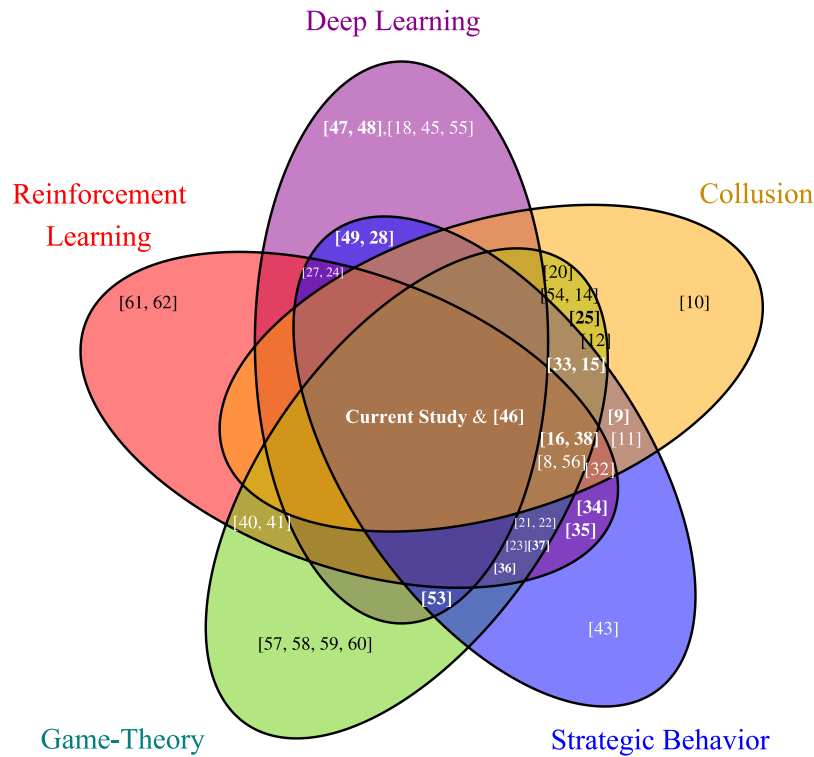 Deep Learning
[47, 48],[18, 45, 55]
Reinforcement
Learning
Collusion
[49, 28]
[27, 24]
[20]
[61, 62]
[54, 14]
[10]
[25]
[12]
[33, 15]
Current Study & [46]
[9]
[16, 38]
[11]
[8, 56]
[32]
[34]
[40, 41]
[21, 22]
[35]
[23][37]
[36]
[53]
[43]
[57, 58, 59, 60]
Game-Theory
Strategic Behavior